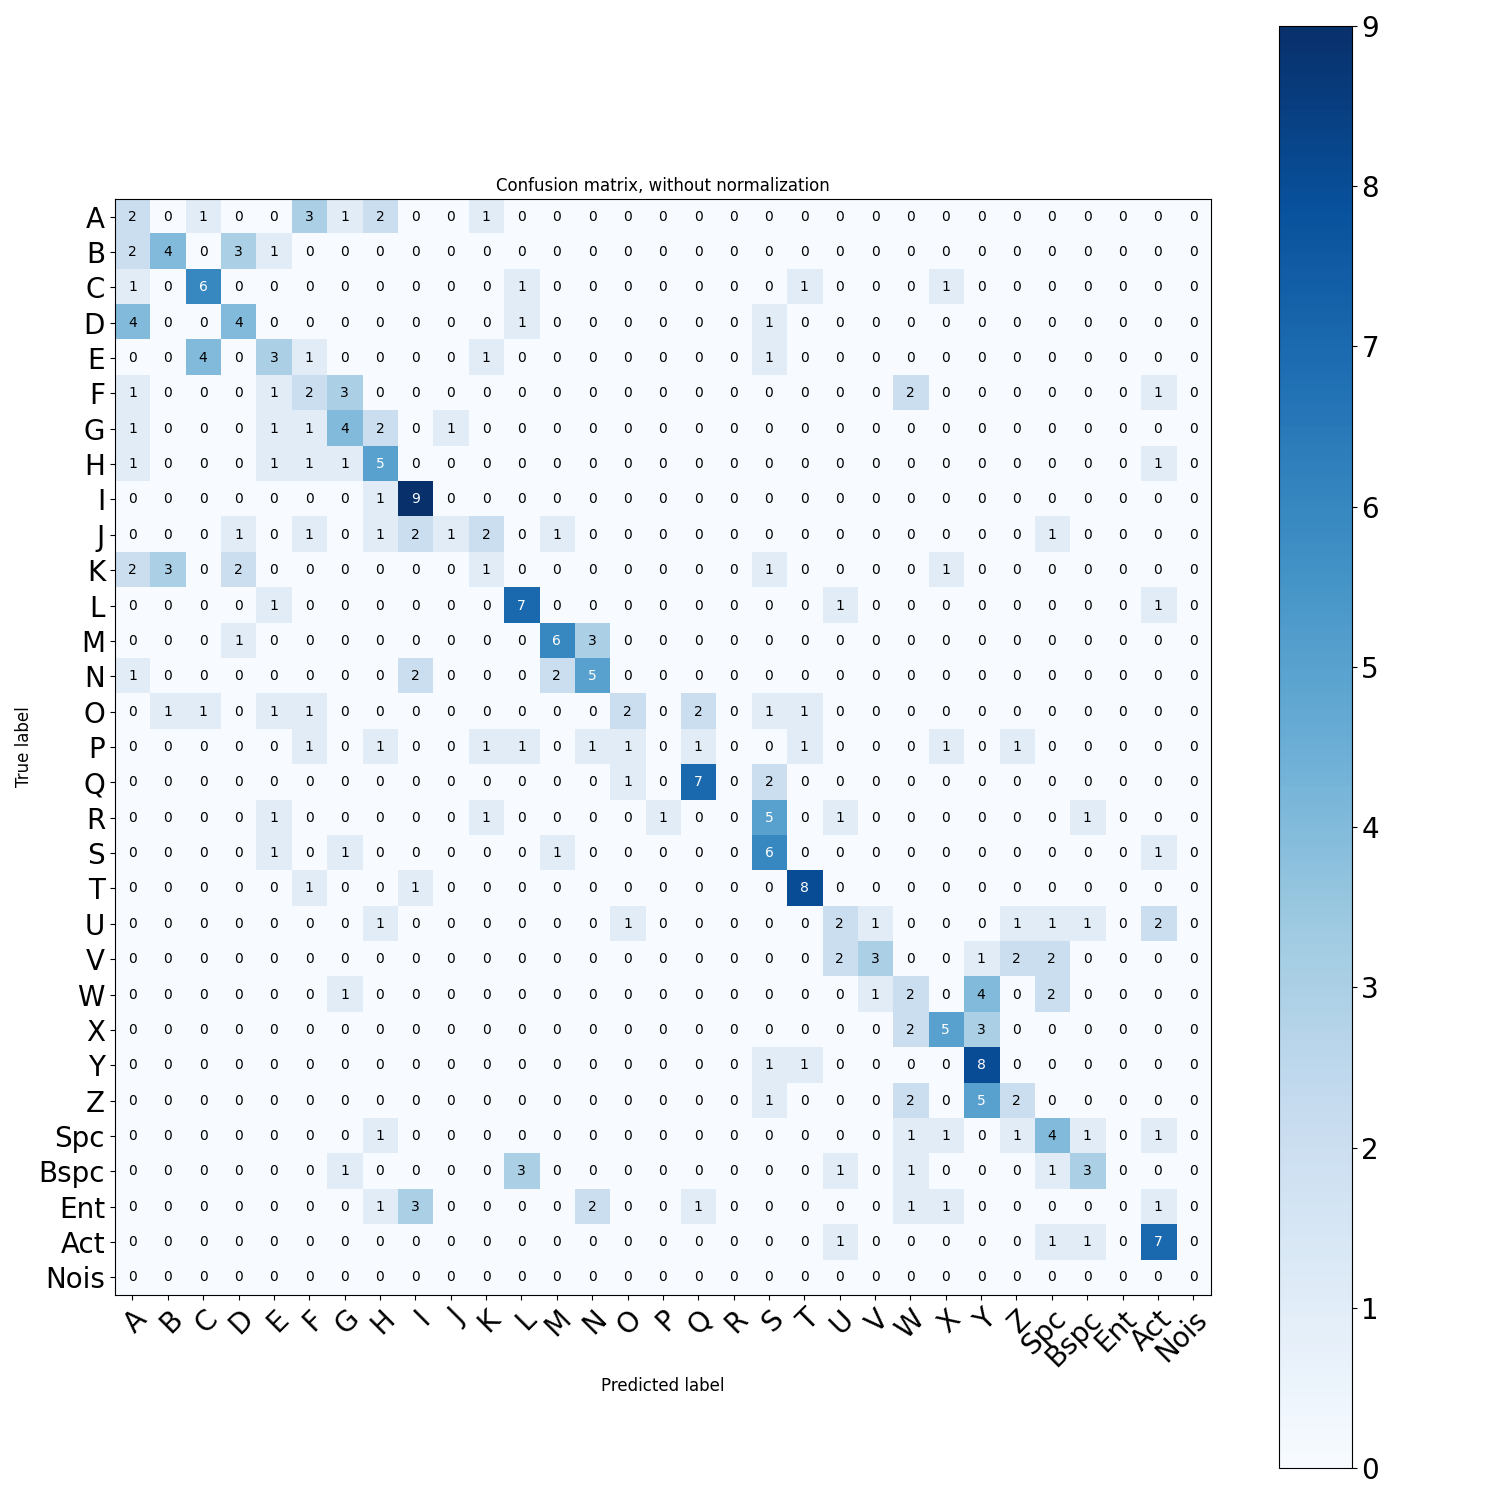 Confusion matrix, without normalization
A 2 0 1 0 0 3 1 2 0 0 1 0 0 0 0 0 0 0 0 0 0 0 0 0 0 0 0 0 0 0 0
B 2 4 0 3 1 0 0 0 0 0 0 0 0 0 0 0 0 0 0 0 0 0 0 0 0 0 0 0 0 0 0
C 1 0 6 0 0 0 0 0 0 0 0 1 0 0 0 0 0 0 0 1 0 0 0 1 0 0 0 0 0 0 0
D 4 0 0 4 0 0 0 0 0 0 0 1 0 0 0 0 0 0 1 0 0 0 0 0 0 0 0 0 0 0 0
E 0 0 4 0 3 1 0 0 0 0 1 0 0 0 0 0 0 0 1 0 0 0 0 0 0 0 0 0 0 0 0
F 1 0 0 0 1 2 3 0 0 0 0 0 0 0 0 0 0 0 0 0 0 0 2 0 0 0 0 0 0 1 0
G 1 0 0 0 1 1 4 2 0 1 0 0 0 0 0 0 0 0 0 0 0 0 0 0 0 0 0 0 0 0 0
H 1 0 0 0 1 1 1 5 0 0 0 0 0 0 0 0 0 0 0 0 0 0 0 0 0 0 0 0 0 1 0
I 0 0 0 0 0 0 0 1 9 0 0 0 0 0 0 0 0 0 0 0 0 0 0 0 0 0 0 0 0 0 0
J 0 0 0 1 0 1 0 1 2 1 2 0 1 0 0 0 0 0 0 0 0 0 0 0 0 0 1 0 0 0 0
K 2 3 0 2 0 0 0 0 0 0 1 0 0 0 0 0 0 0 1 0 0 0 0 1 0 0 0 0 0 0 0
L 0 0 0 0 1 0 0 0 0 0 0 7 0 0 0 0 0 0 0 0 1 0 0 0 0 0 0 0 0 1 0
M 0 0 0 1 0 0 0 0 0 0 0 0 6 3 0 0 0 0 0 0 0 0 0 0 0 0 0 0 0 0 0
N 1 0 0 0 0 0 0 0 2 0 0 0 2 5 0 0 0 0 0 0 0 0 0 0 0 0 0 0 0 0 0
O 0 1 1 0 1 1 0 0 0 0 0 0 0 0 2 0 2 0 1 1 0 0 0 0 0 0 0 0 0 0 0
P 0 0 0 0 0 1 0 1 0 0 1 1 0 1 1 0 1 0 0 1 0 0 0 1 0 1 0 0 0 0 0
Q 0 0 0 0 0 0 0 0 0 0 0 0 0 0 1 0 7 0 2 0 0 0 0 0 0 0 0 0 0 0 0
R 0 0 0 0 1 0 0 0 0 0 1 0 0 0 0 1 0 0 5 0 1 0 0 0 0 0 0 1 0 0 0
S 0 0 0 0 1 0 1 0 0 0 0 0 1 0 0 0 0 0 6 0 0 0 0 0 0 0 0 0 0 1 0
T 0 0 0 0 0 1 0 0 1 0 0 0 0 0 0 0 0 0 0 8 0 0 0 0 0 0 0 0 0 0 0
U 0 0 0 0 0 0 0 1 0 0 0 0 0 0 1 0 0 0 0 0 2 1 0 0 0 1 1 1 0 2 0
V 0 0 0 0 0 0 0 0 0 0 0 0 0 0 0 0 0 0 0 0 2 3 0 0 1 2 2 0 0 0 0
W 0 0 0 0 0 0 1 0 0 0 0 0 0 0 0 0 0 0 0 0 0 1 2 0 4 0 2 0 0 0 0
X 0 0 0 0 0 0 0 0 0 0 0 0 0 0 0 0 0 0 0 0 0 0 2 5 3 0 0 0 0 0 0
Y 0 0 0 0 0 0 0 0 0 0 0 0 0 0 0 0 0 0 1 1 0 0 0 0 8 0 0 0 0 0 0
Z 0 0 0 0 0 0 0 0 0 0 0 0 0 0 0 0 0 0 1 0 0 0 2 0 5 2 0 0 0 0 0
Spc 0 0 0 0 0 0 0 1 0 0 0 0 0 0 0 0 0 0 0 0 0 0 1 1 0 1 4 1 0 1 0
Bspc 0 0 0 0 0 0 1 0 0 0 0 3 0 0 0 0 0 0 0 0 1 0 1 0 0 0 1 3 0 0 0
Ent 0 0 0 0 0 0 0 1 3 0 0 0 0 2 0 0 1 0 0 0 0 0 1 1 0 0 0 0 0 1 0
Act 0 0 0 0 0 0 0 0 0 0 0 0 0 0 0 0 0 0 0 0 1 0 0 0 0 0 1 1 0 7 0
Nois 0 0 0 0 0 0 0 0 0 0 0 0 0 0 0 0 0 0 0 0 0 0 0 0 0 0 0 0 0 0 0
A B C D E F G H I J K L M N O P Q R S T U V W X Y Z Spc Bspc Ent Act Nois
Predicted label
True label
9
8
7
6
5
4
3
2
1
0